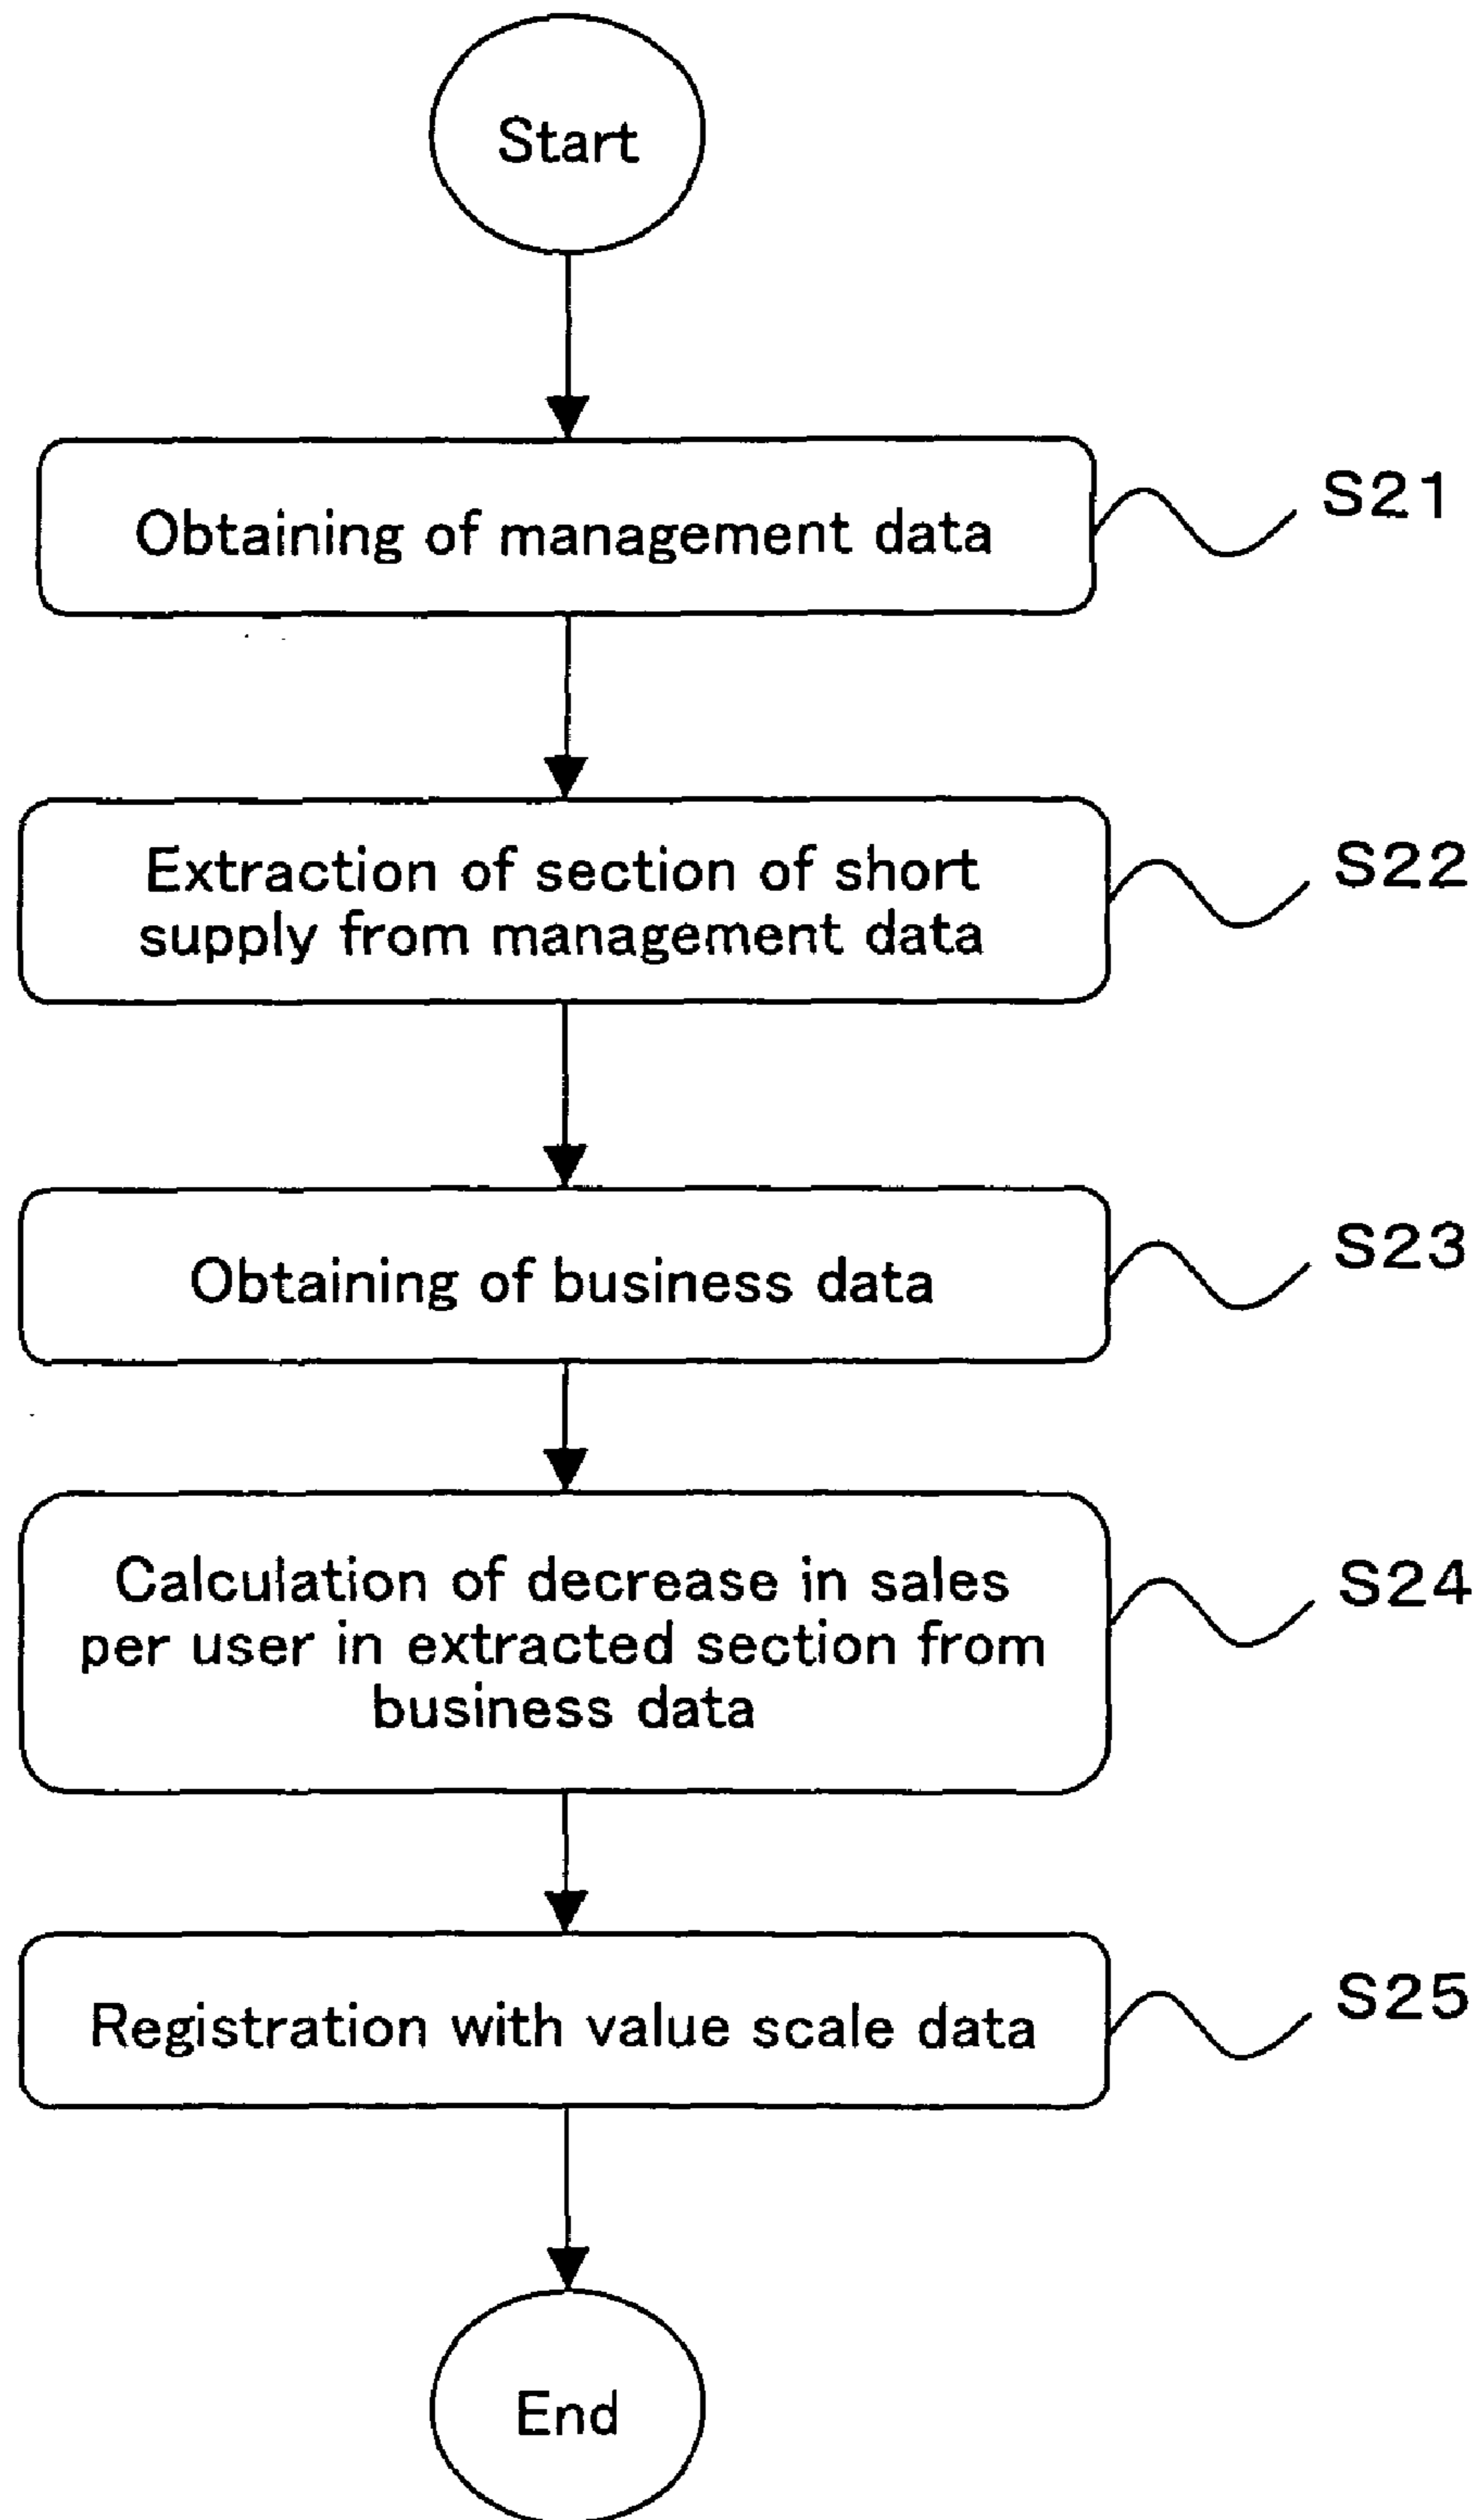 Start
Obtaining of management data
S21
Extraction of section of short
supply from management data
S22
Obtaining of business data
S23
Calculation of decrease in sales
per user in extracted section from
business data
S24
Registration with value scale data
S25
End